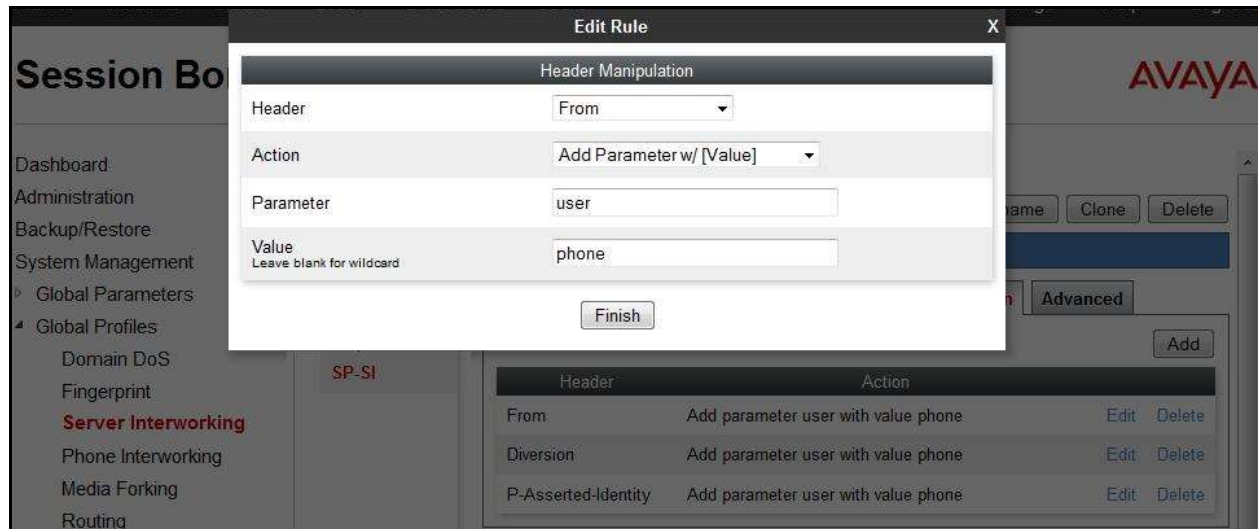 Edit Rule X
Session Bo
AVAYA
Header Manipulation
Header From
Action Add Parameter w/ [Value]
Parameter user
Value phone
Leave blank for wildcard
Finish
Dashboard
Administration
Backup/Restore
System Management
Global Parameters
Global Profiles
Domain DoS
Fingerprint
Server Interworking
Phone Interworking
Media Forking
Routing
SP-SI
ame Clone Delete
n Advanced
Add
Header Action
From Add parameter user with value phone Edit Delete
Diversion Add parameter user with value phone Edit Delete
P-Asserted-Identity Add parameter user with value phone Edit Delete